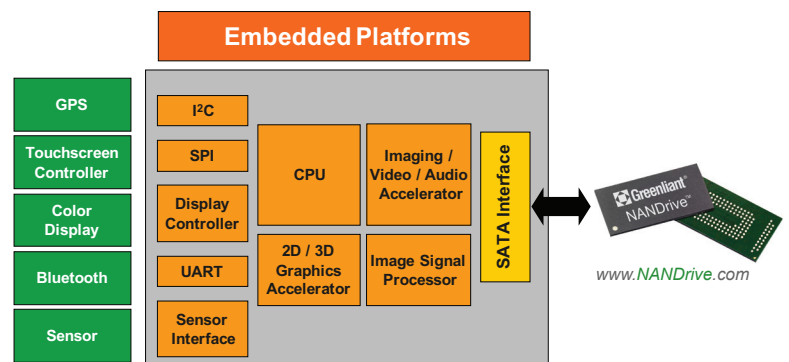 Embedded Platforms
GPS
Touchscreen
Controller
Color
Display
Bluetooth
Sensor
I²C
SPI
Display
Controller
UART
Sensor
Interface
CPU
2D / 3D
Graphics
Accelerator
Imaging /
Video / Audio
Accelerator
Image Signal
Processor
SATA Interface
Greenliant®
NANDrive™
www.NANDrive.com